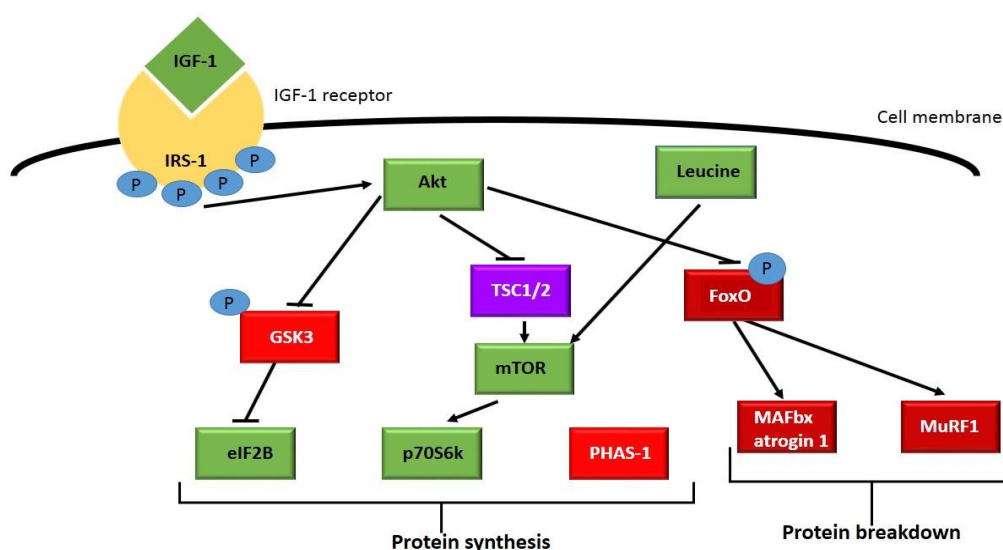 IGF-1
IGF-1 receptor
Cell membrane
IRS-1
P
P
P
P
Akt
Leucine
P
TSC1/2
FoxO
P
GSK3
mTOR
MAFbx
atrogin 1
MuRF1
eIF2B
p70S6k
PHAS-1
Protein synthesis
Protein breakdown